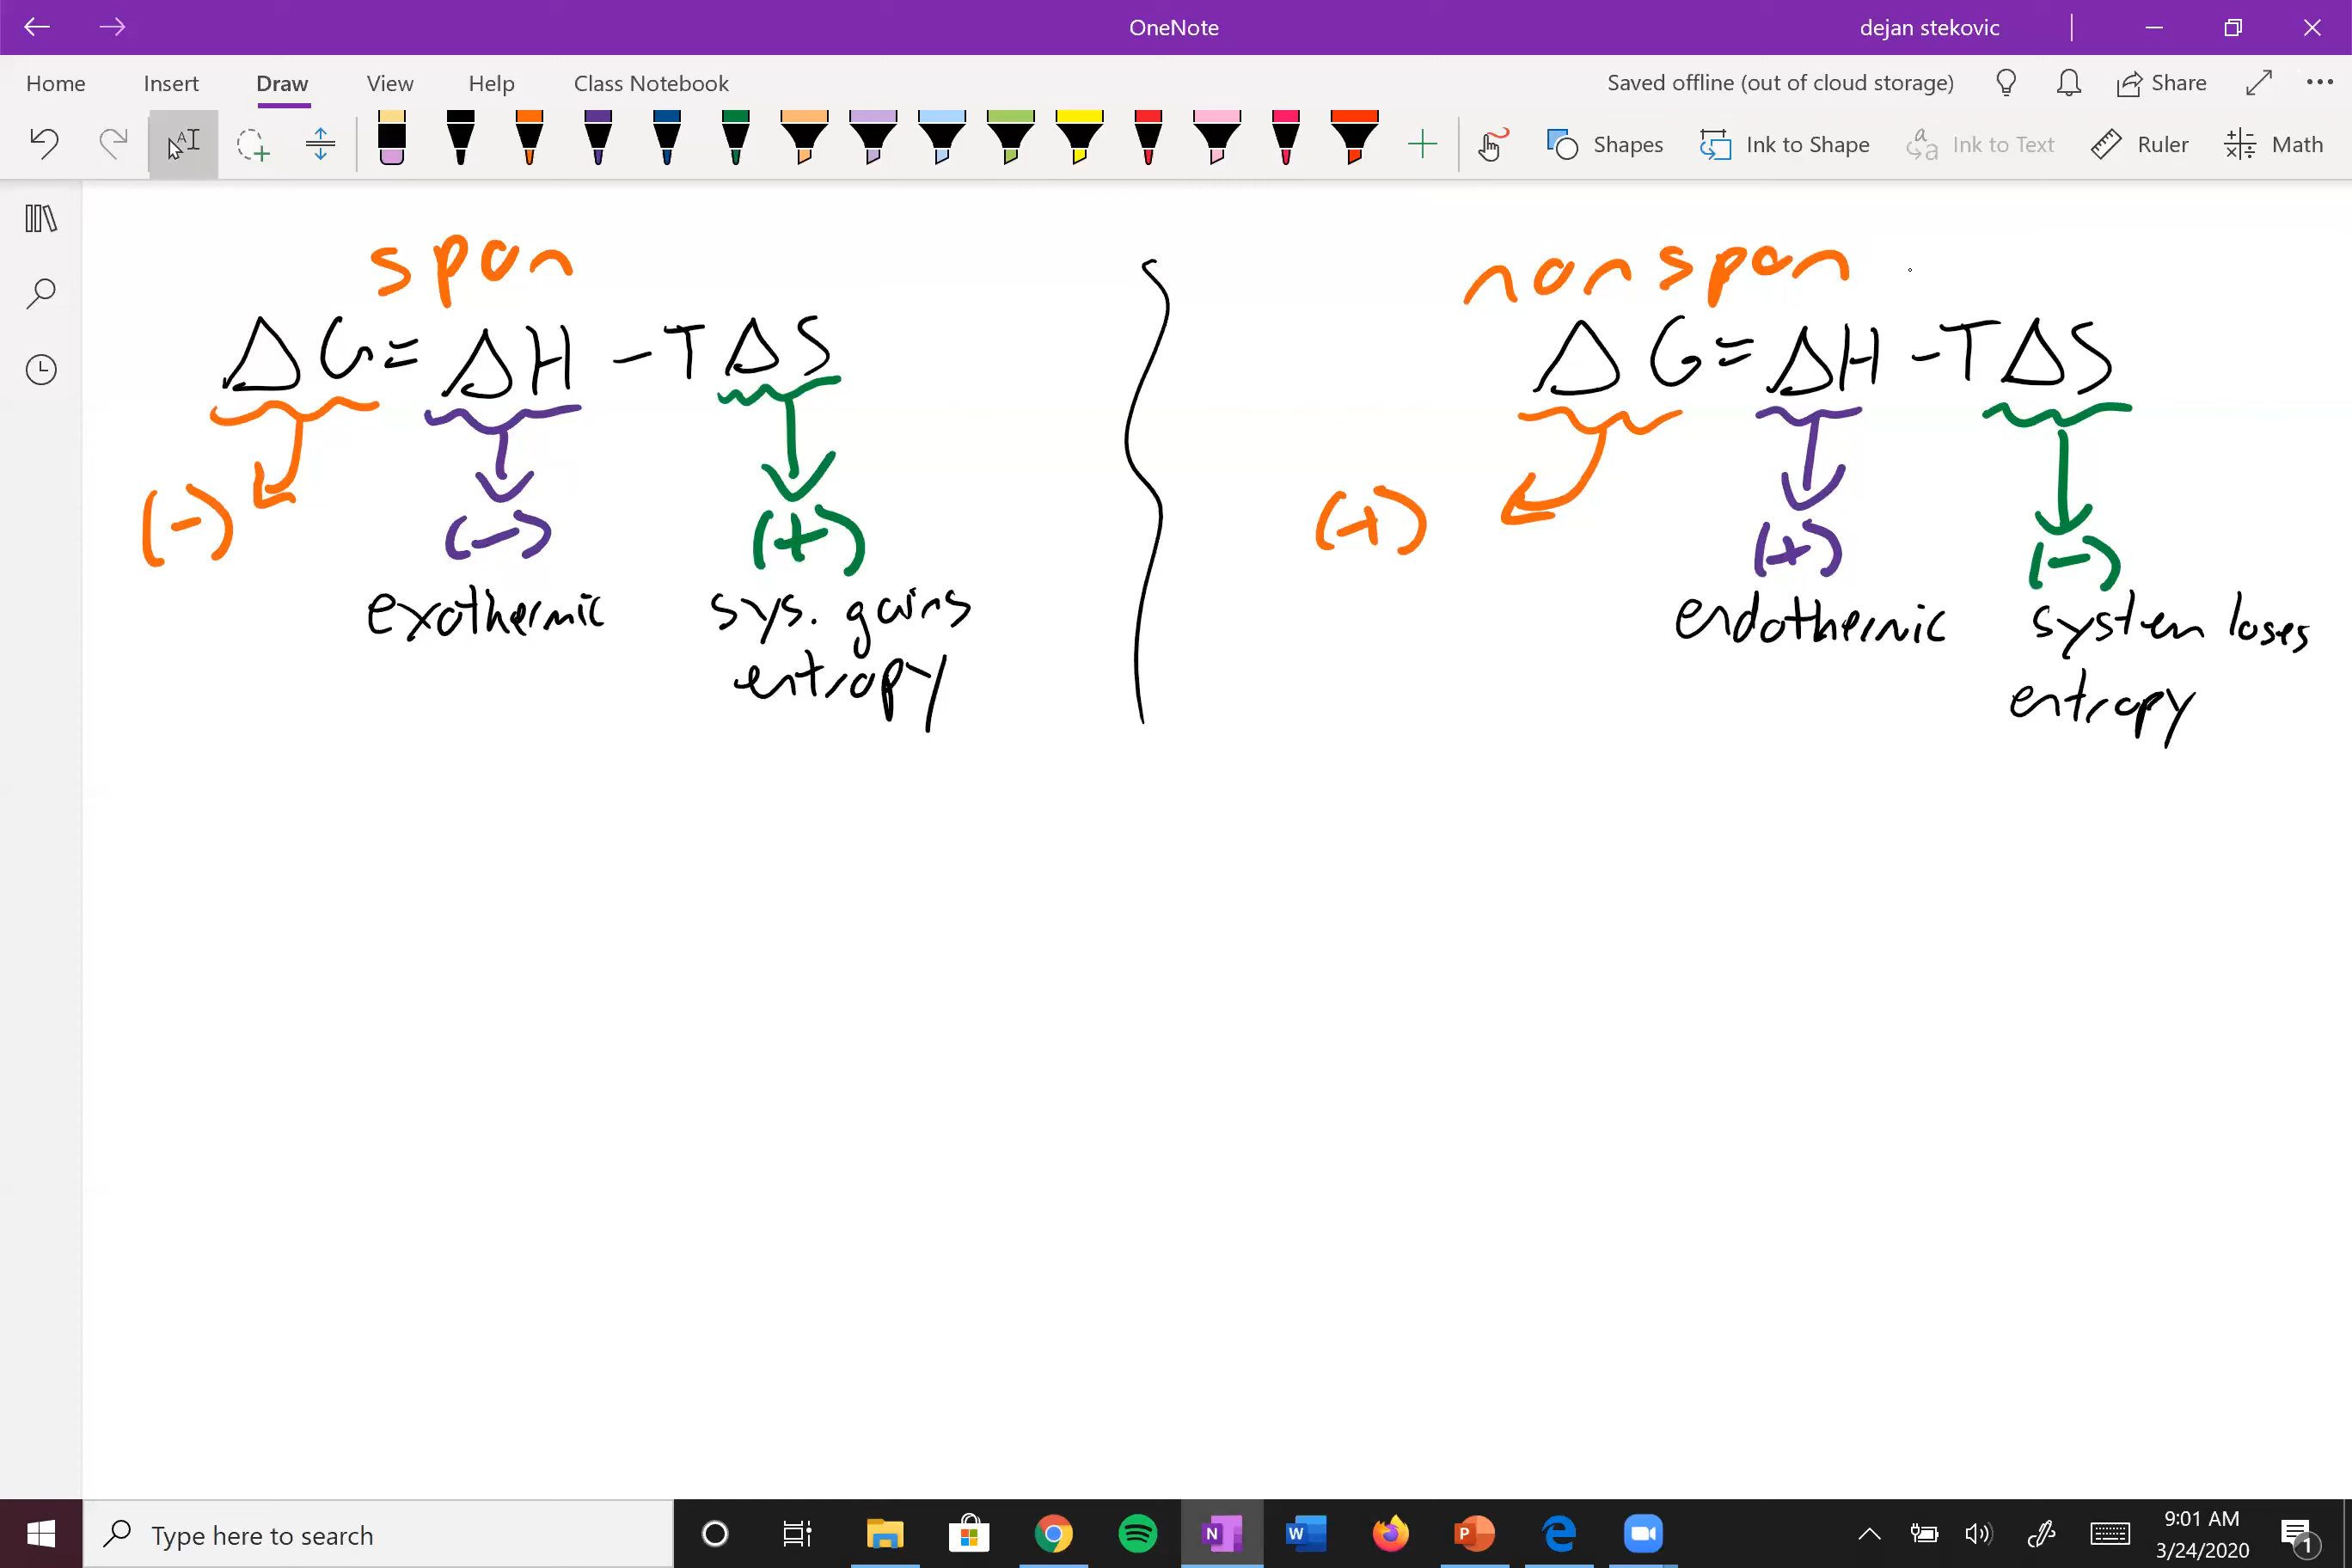 OneNote
dejan stekovic
Home Insert Draw View Help Class Notebook
Saved offline (out of cloud storage) Share
Shapes Ink to Shape Ink to Text Ruler Math
spon
ΔG = ΔH - TΔS
(-) (-) (+)
exothermic sys. gains
entropy
nonspon
ΔG = ΔH - TΔS
(+) (+) (-)
endothermic system loses
entropy
Type here to search
9:01 AM
3/24/2020
1